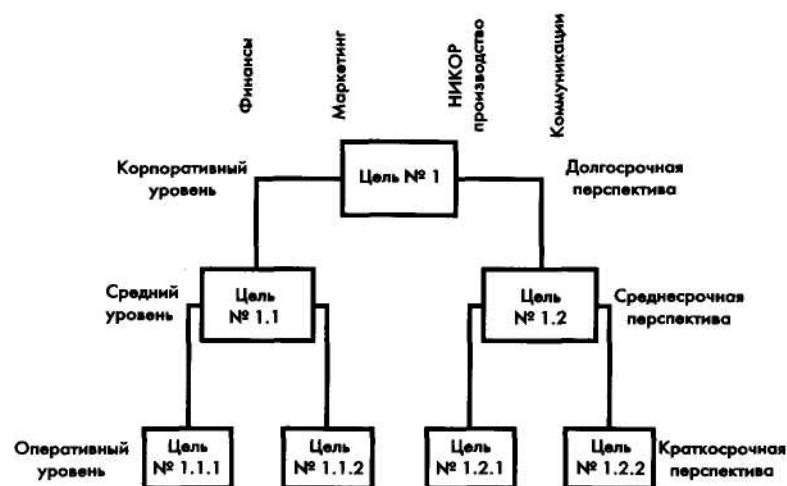 Финансы
Маркетинг
НИКОР
производство
Коммуникации
Корпоративный
уровень
Цель № 1
Долгосрочная
перспектива
Средний
уровень
Цель
№ 1.1
Цель
№ 1.2
Среднесрочная
перспектива
Оперативный
уровень
Цель
№ 1.1.1
Цель
№ 1.1.2
Цель
№ 1.2.1
Цель
№ 1.2.2
Краткосрочная
перспектива